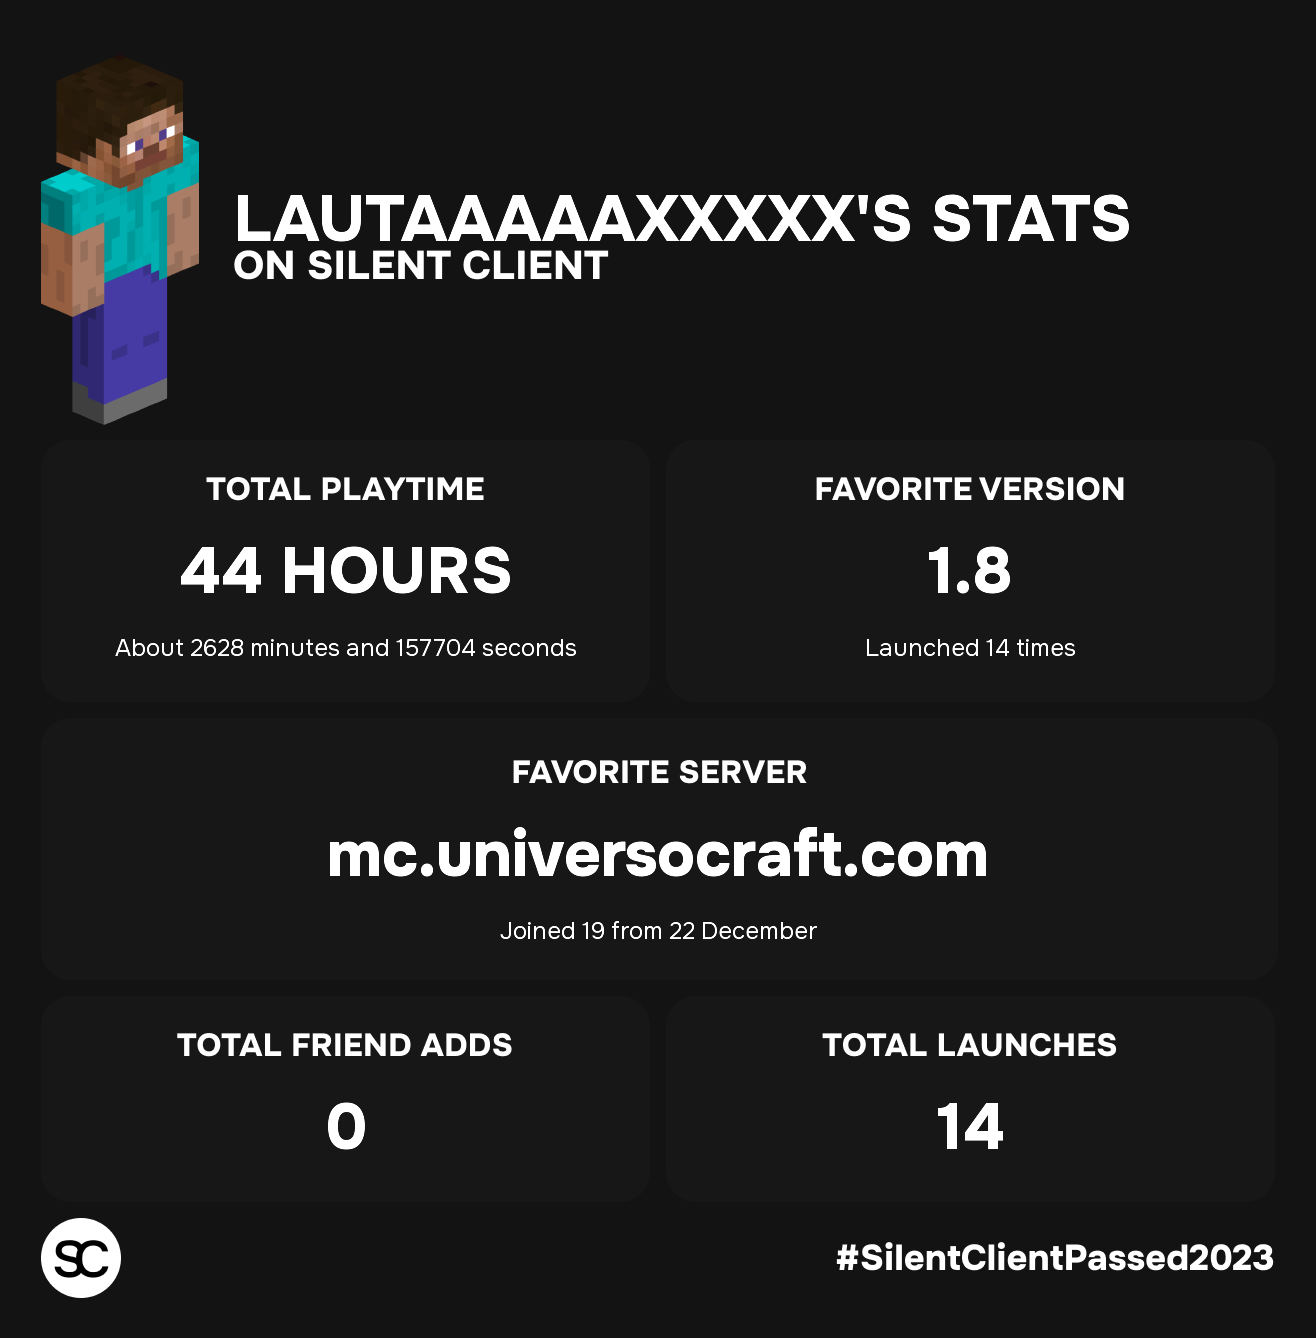 LAUTAAAAAXXXXX'S STATS
ON SILENT CLIENT
TOTAL PLAYTIME
44 HOURS
About 2628 minutes and 157704 seconds
FAVORITE VERSION
1.8
Launched 14 times
FAVORITE SERVER
mc.universocraft.com
Joined 19 from 22 December
TOTAL FRIEND ADDS
0
TOTAL LAUNCHES
14
SC
#SilentClientPassed2023